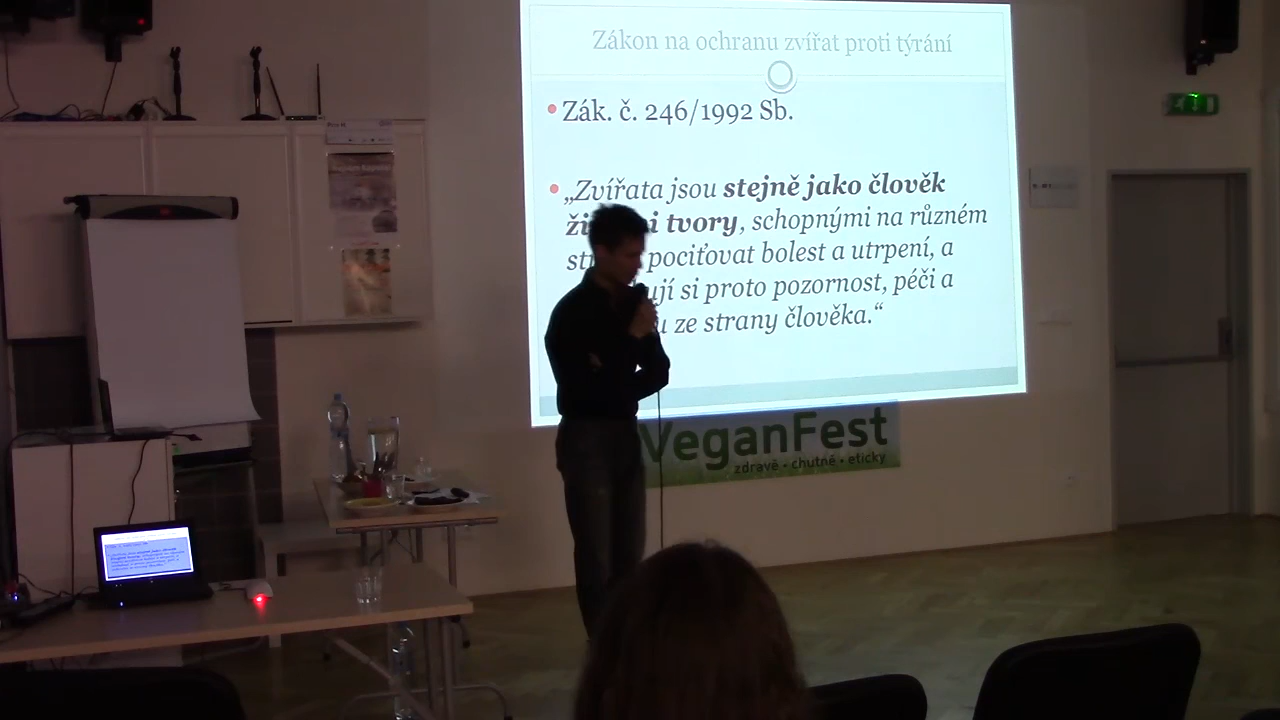 Zákon na ochranu zvířat proti týrání
Zák. č. 246/1992 Sb.
„Zvířata jsou stejně jako člověk
tvory, schopnými na různém
pociťovat bolest a utrpení, a
si proto pozornost, péči a
ze strany člověka.“
VeganFest
zdravě • chutně • eticky